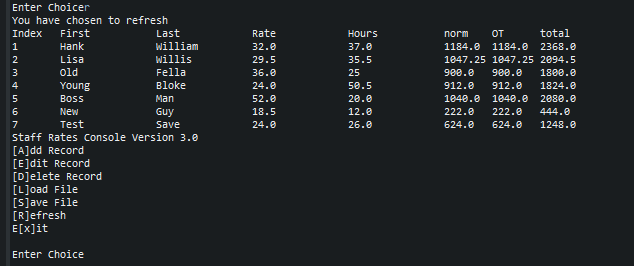 Enter Choicer
You have chosen to refresh
Index First Last Rate Hours norm OT total
1 Hank William 32.0 37.0 1184.0 1184.0 2368.0
2 Lisa Willis 29.5 35.5 1047.25 1047.25 2094.5
3 Old Fella 36.0 25 900.0 900.0 1800.0
4 Young Bloke 24.0 50.5 912.0 912.0 1824.0
5 Boss Man 52.0 20.0 1040.0 1040.0 2080.0
6 New Guy 18.5 12.0 222.0 222.0 444.0
7 Test Save 24.0 26.0 624.0 624.0 1248.0
Staff Rates Console Version 3.0
[A]dd Record
[E]dit Record
[D]elete Record
[L]oad File
[S]ave File
[R]efresh
E[x]it
Enter Choice